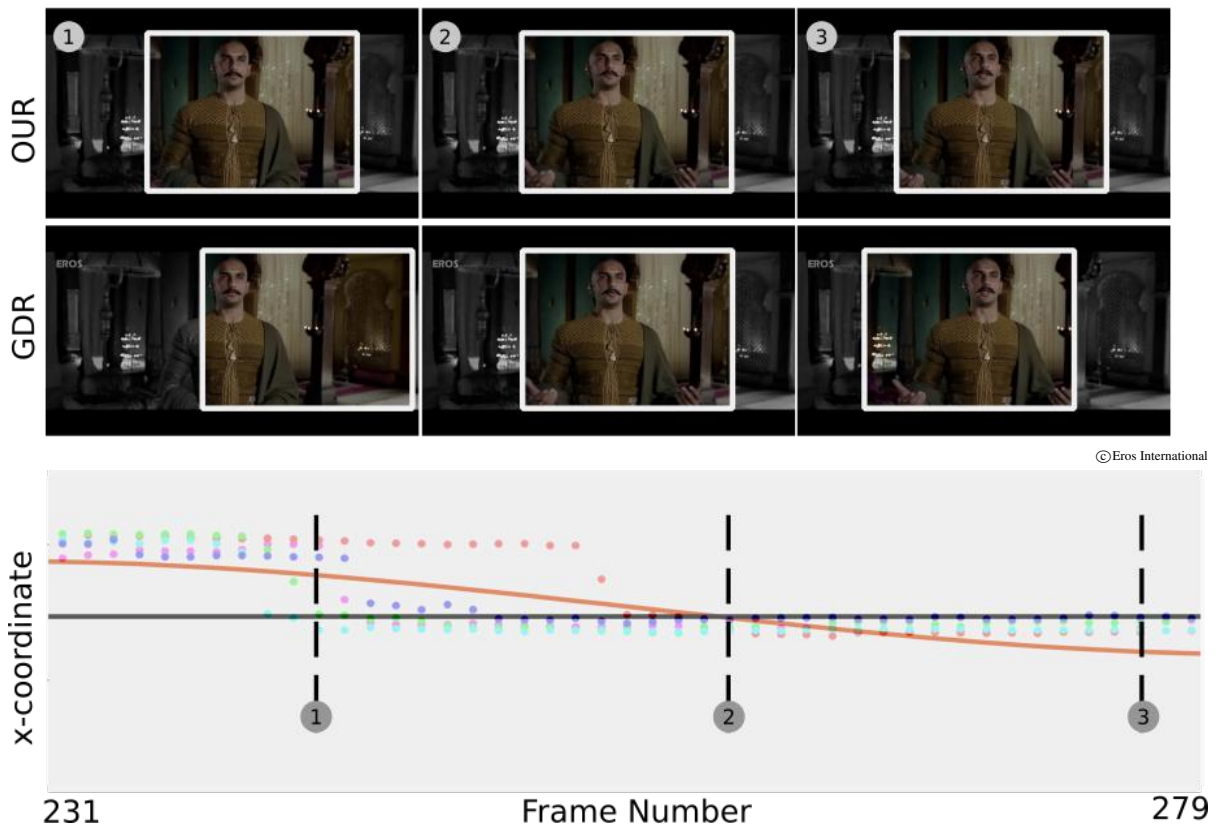 1
2
3
OUR
EROS
EROS
EROS
GDR
©Eros International
x-coordinate
1
2
3
231
Frame Number
279